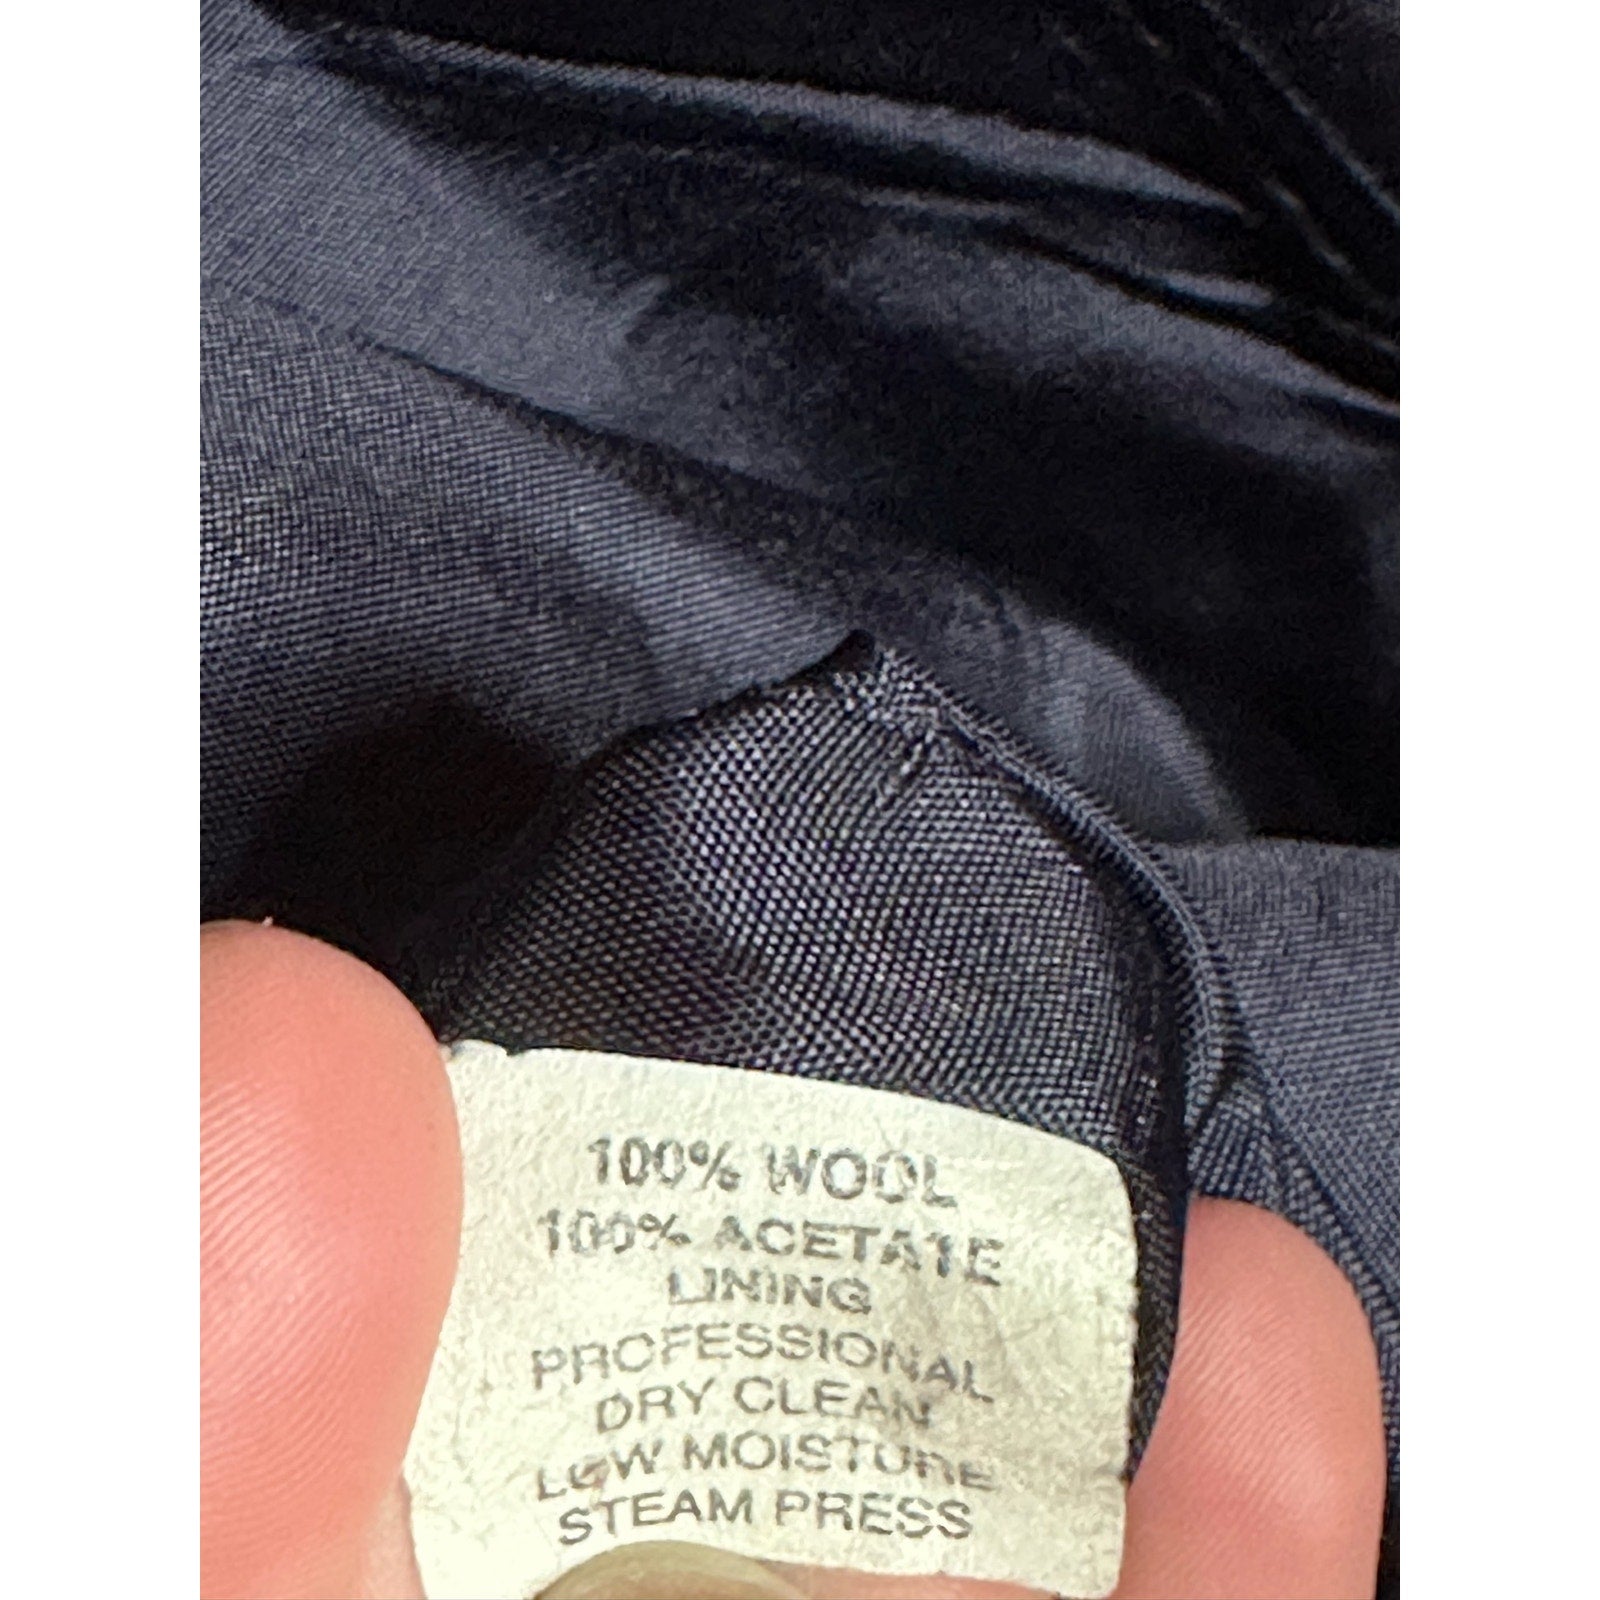 100% WOOL
100% ACETATE
LINING
PROFESSIONAL
DRY CLEAN
LOW MOISTURE
STEAM PRESS